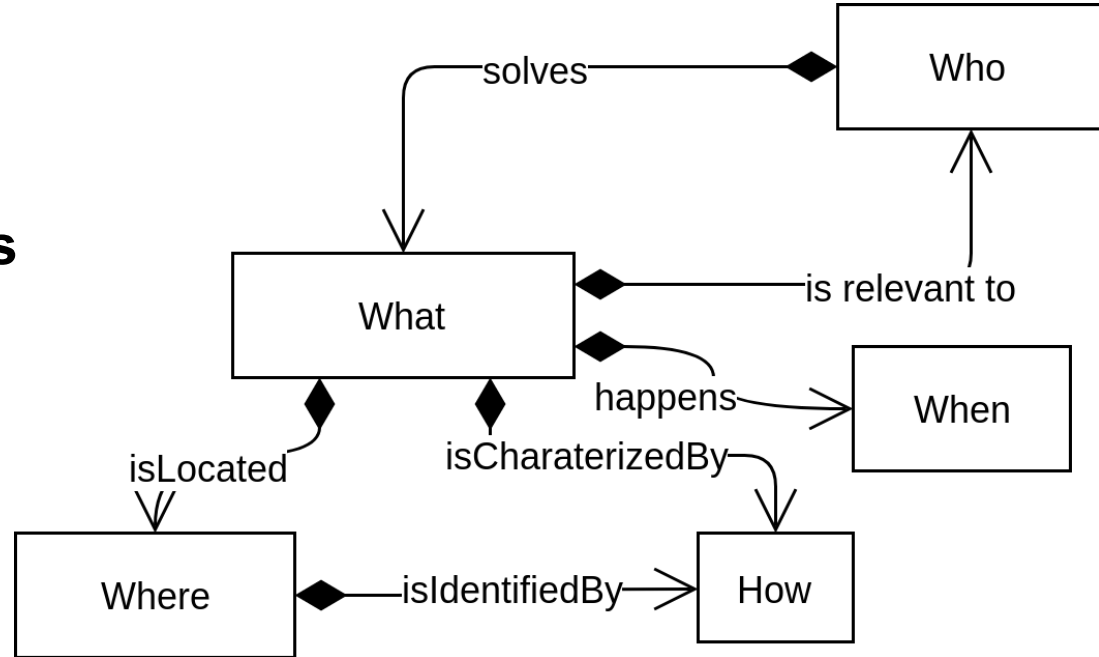 Who
solves
s
What
is relevant to
happens
When
isCharaterizedBy
isLocated
Where
isIdentifiedBy
How